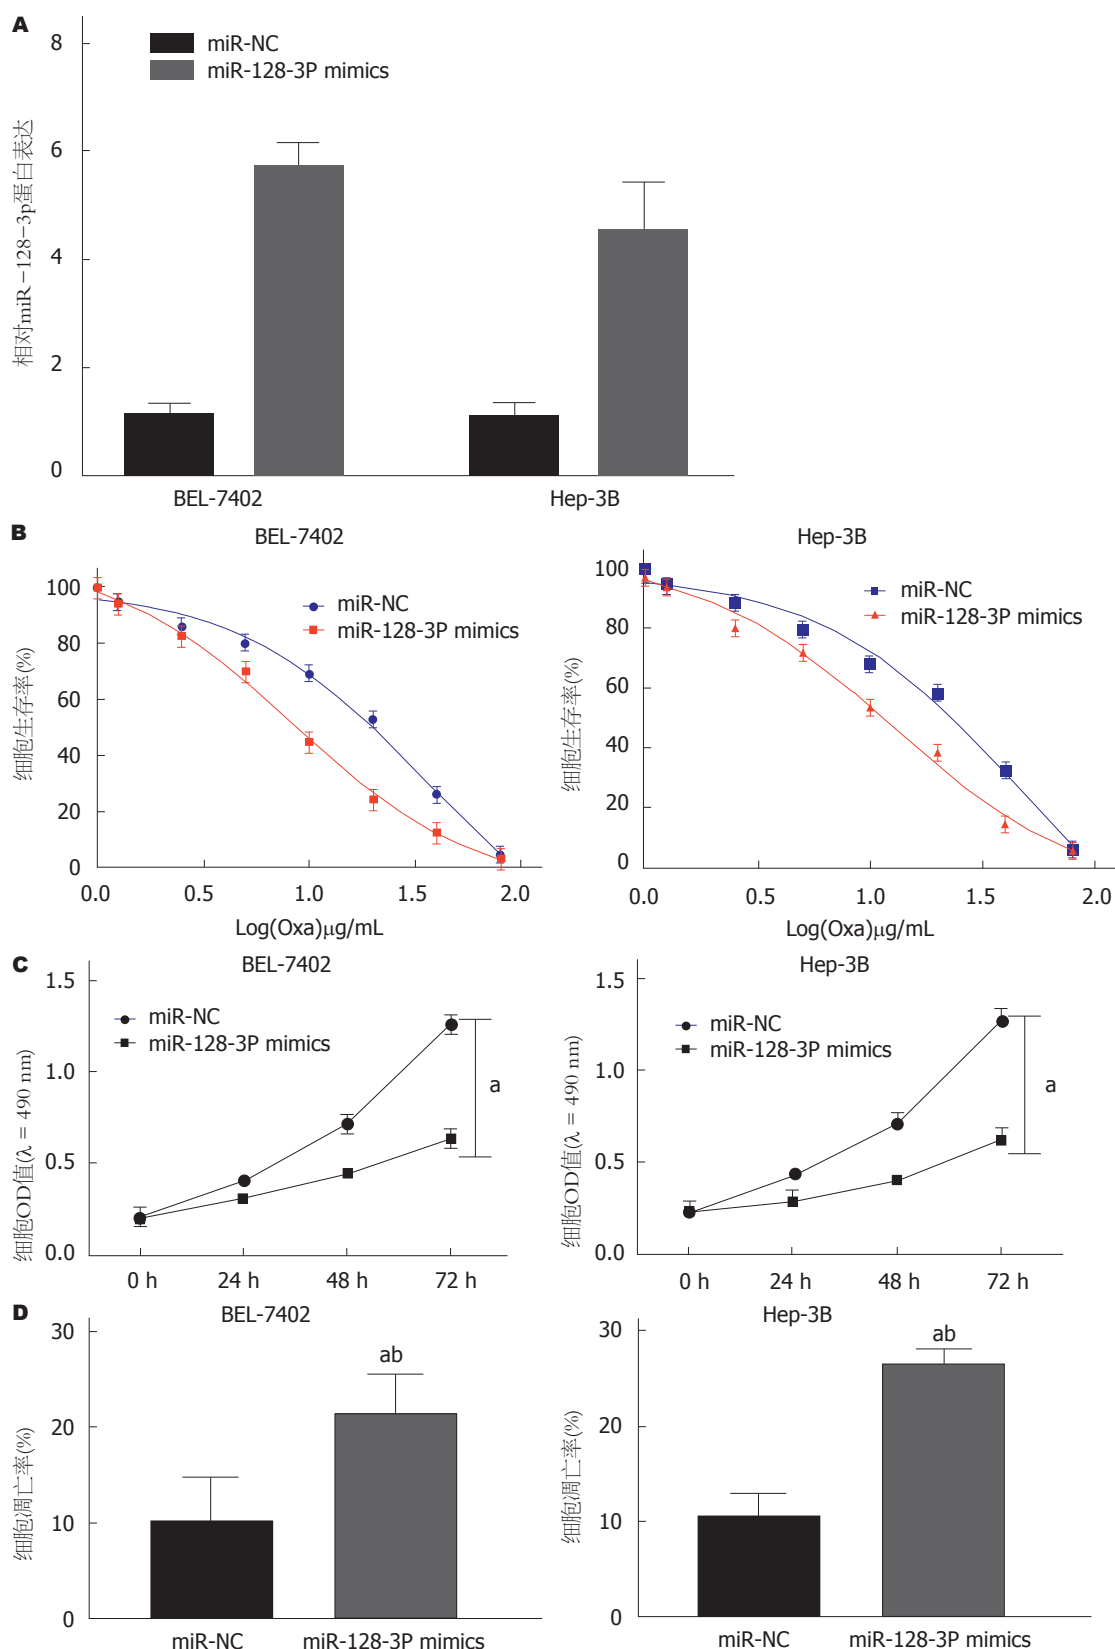 A
miR-NC
miR-128-3P mimics
相对miR-128-3p蛋白表达
8
6
4
2
0
BEL-7402
Hep-3B
B
BEL-7402
miR-NC
miR-128-3P mimics
细胞生存率(%)
100
80
60
40
20
0
0.0
0.5
1.0
1.5
2.0
Log(Oxa)μg/mL
Hep-3B
miR-NC
miR-128-3P mimics
细胞生存率(%)
100
80
60
40
20
0
0.0
0.5
1.0
1.5
2.0
Log(Oxa)μg/mL
C
BEL-7402
miR-NC
miR-128-3P mimics
细胞OD值(λ = 490 nm)
1.5
1.0
0.5
0.0
a
0 h
24 h
48 h
72 h
Hep-3B
miR-NC
miR-128-3P mimics
细胞OD值(λ = 490 nm)
1.5
1.0
0.5
0.0
a
0 h
24 h
48 h
72 h
D
BEL-7402
细胞凋亡率(%)
30
20
10
0
ab
miR-NC
miR-128-3P mimics
Hep-3B
细胞凋亡率(%)
30
20
10
0
ab
miR-NC
miR-128-3P mimics